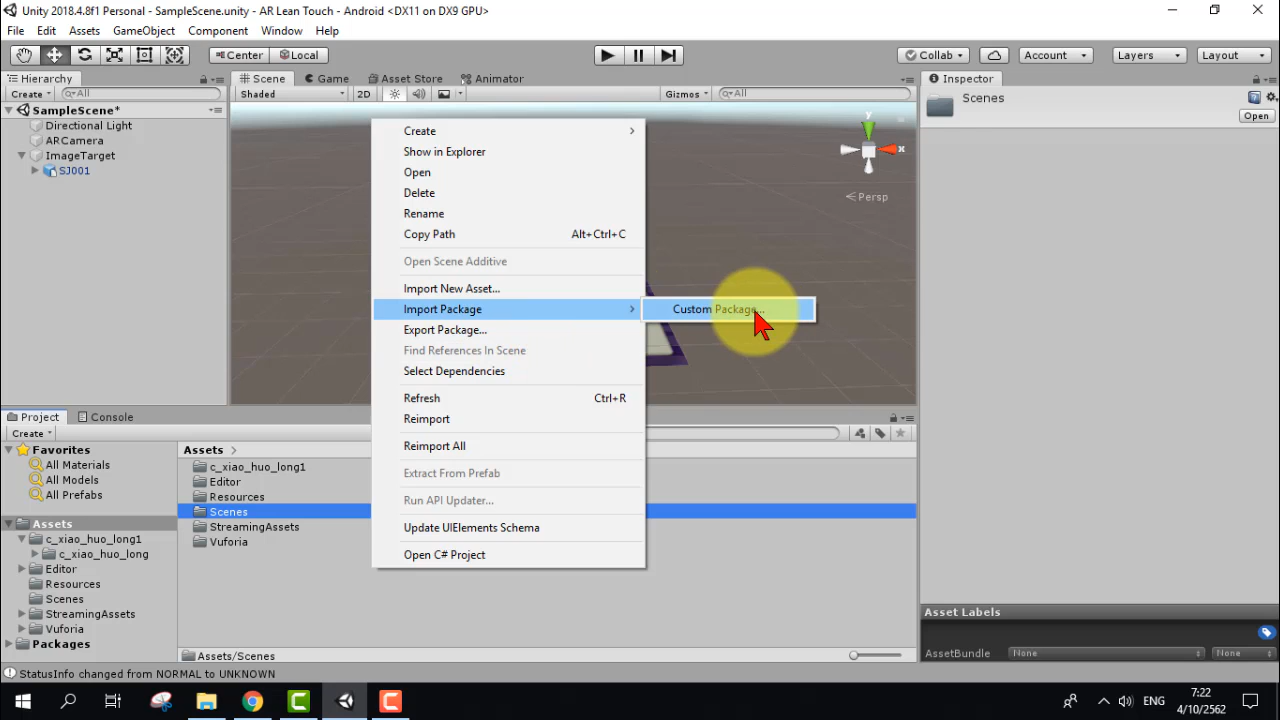 Unity 2018.4.8f1 Personal - SampleScene.unity - AR Lean Touch - Android <DX11 on DX9 GPU>
File Edit Assets GameObject Component Window Help
Center Local Collab Account Layers Layout
Hierarchy Scene Game Asset Store Animator Inspector
Create All Shaded 2D Gizmos All Scenes
Open
SampleScene*
Directional Light
ARCamera
ImageTarget
SJ001
y
x
Persp
Create
Show in Explorer
Open
Delete
Rename
Copy Path Alt+Ctrl+C
Open Scene Additive
Import New Asset...
Import Package Custom Package...
Export Package...
Find References In Scene
Select Dependencies
Refresh Ctrl+R
Reimport
Reimport All
Extract From Prefab
Run API Updater...
Update UIElements Schema
Open C# Project
Project Console
Create
Favorites
All Materials
All Models
All Prefabs
Assets
c_xiao_huo_long1
c_xiao_huo_long
Editor
Resources
Scenes
StreamingAssets
Vuforia
Packages
Assets
c_xiao_huo_long1
Editor
Resources
Scenes
StreamingAssets
Vuforia
Assets/Scenes
Asset Labels
AssetBundle None None
StatusInfo changed from NORMAL to UNKNOWN
ENG
7:22
4/10/2562